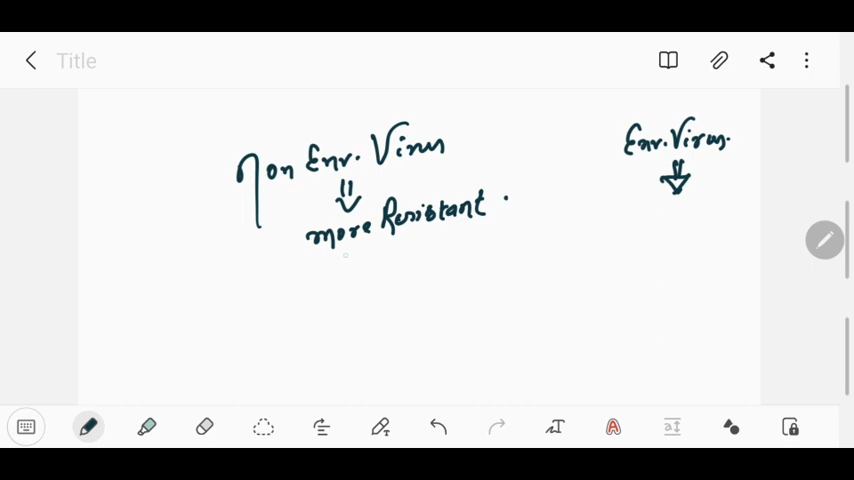 Title
Non Env. Virus
Env. Virus.
more Resistant.